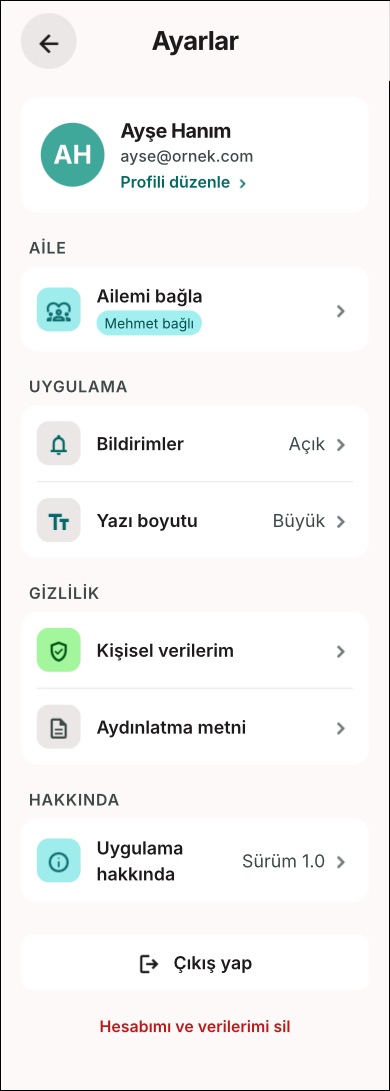 Ayarlar
AH
Ayşe Hanım
ayse@ornek.com
Profili düzenle
AİLE
Ailemi bağla
Mehmet bağlı
UYGULAMA
Bildirimler Açık
Yazı boyutu Büyük
GİZLİLİK
Kişisel verilerim
Aydınlatma metni
HAKKINDA
Uygulama
hakkında Sürüm 1.0
Çıkış yap
Hesabımı ve verilerimi sil